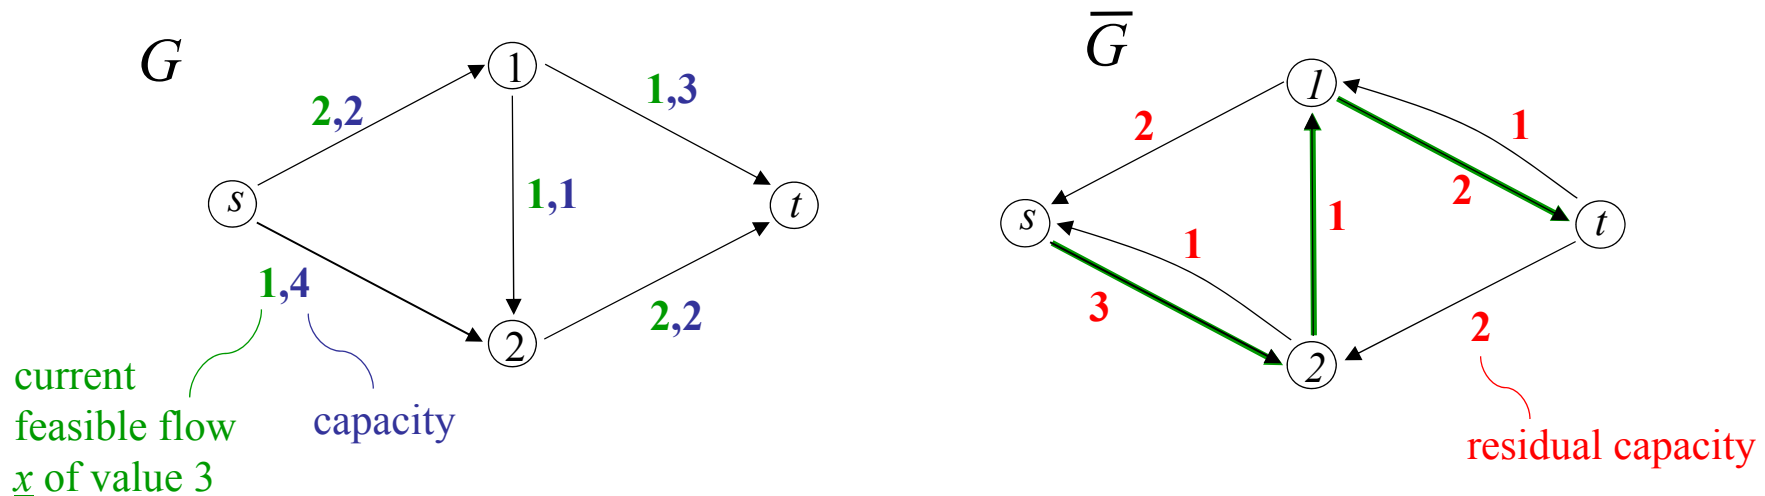 G
1
1,3
2,2
1,1
s
t
1,4
2,2
2
current
feasible flow
x of value 3
capacity
G
1
1
2
2
1
s
t
1
3
2
2
residual capacity